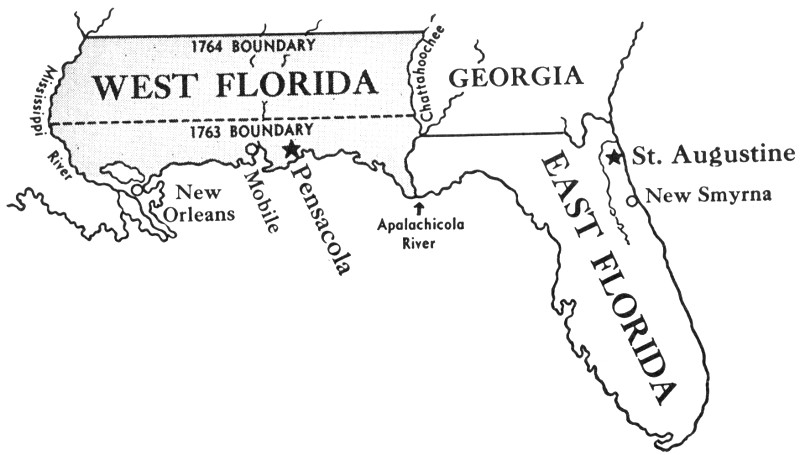 1764 BOUNDARY
WEST FLORIDA
GEORGIA
Mississippi
River
Chattahoochee
1763 BOUNDARY
St. Augustine
New Smyrna
New
Orleans
Mobile
Pensacola
Apalachicola
River
EAST FLORIDA